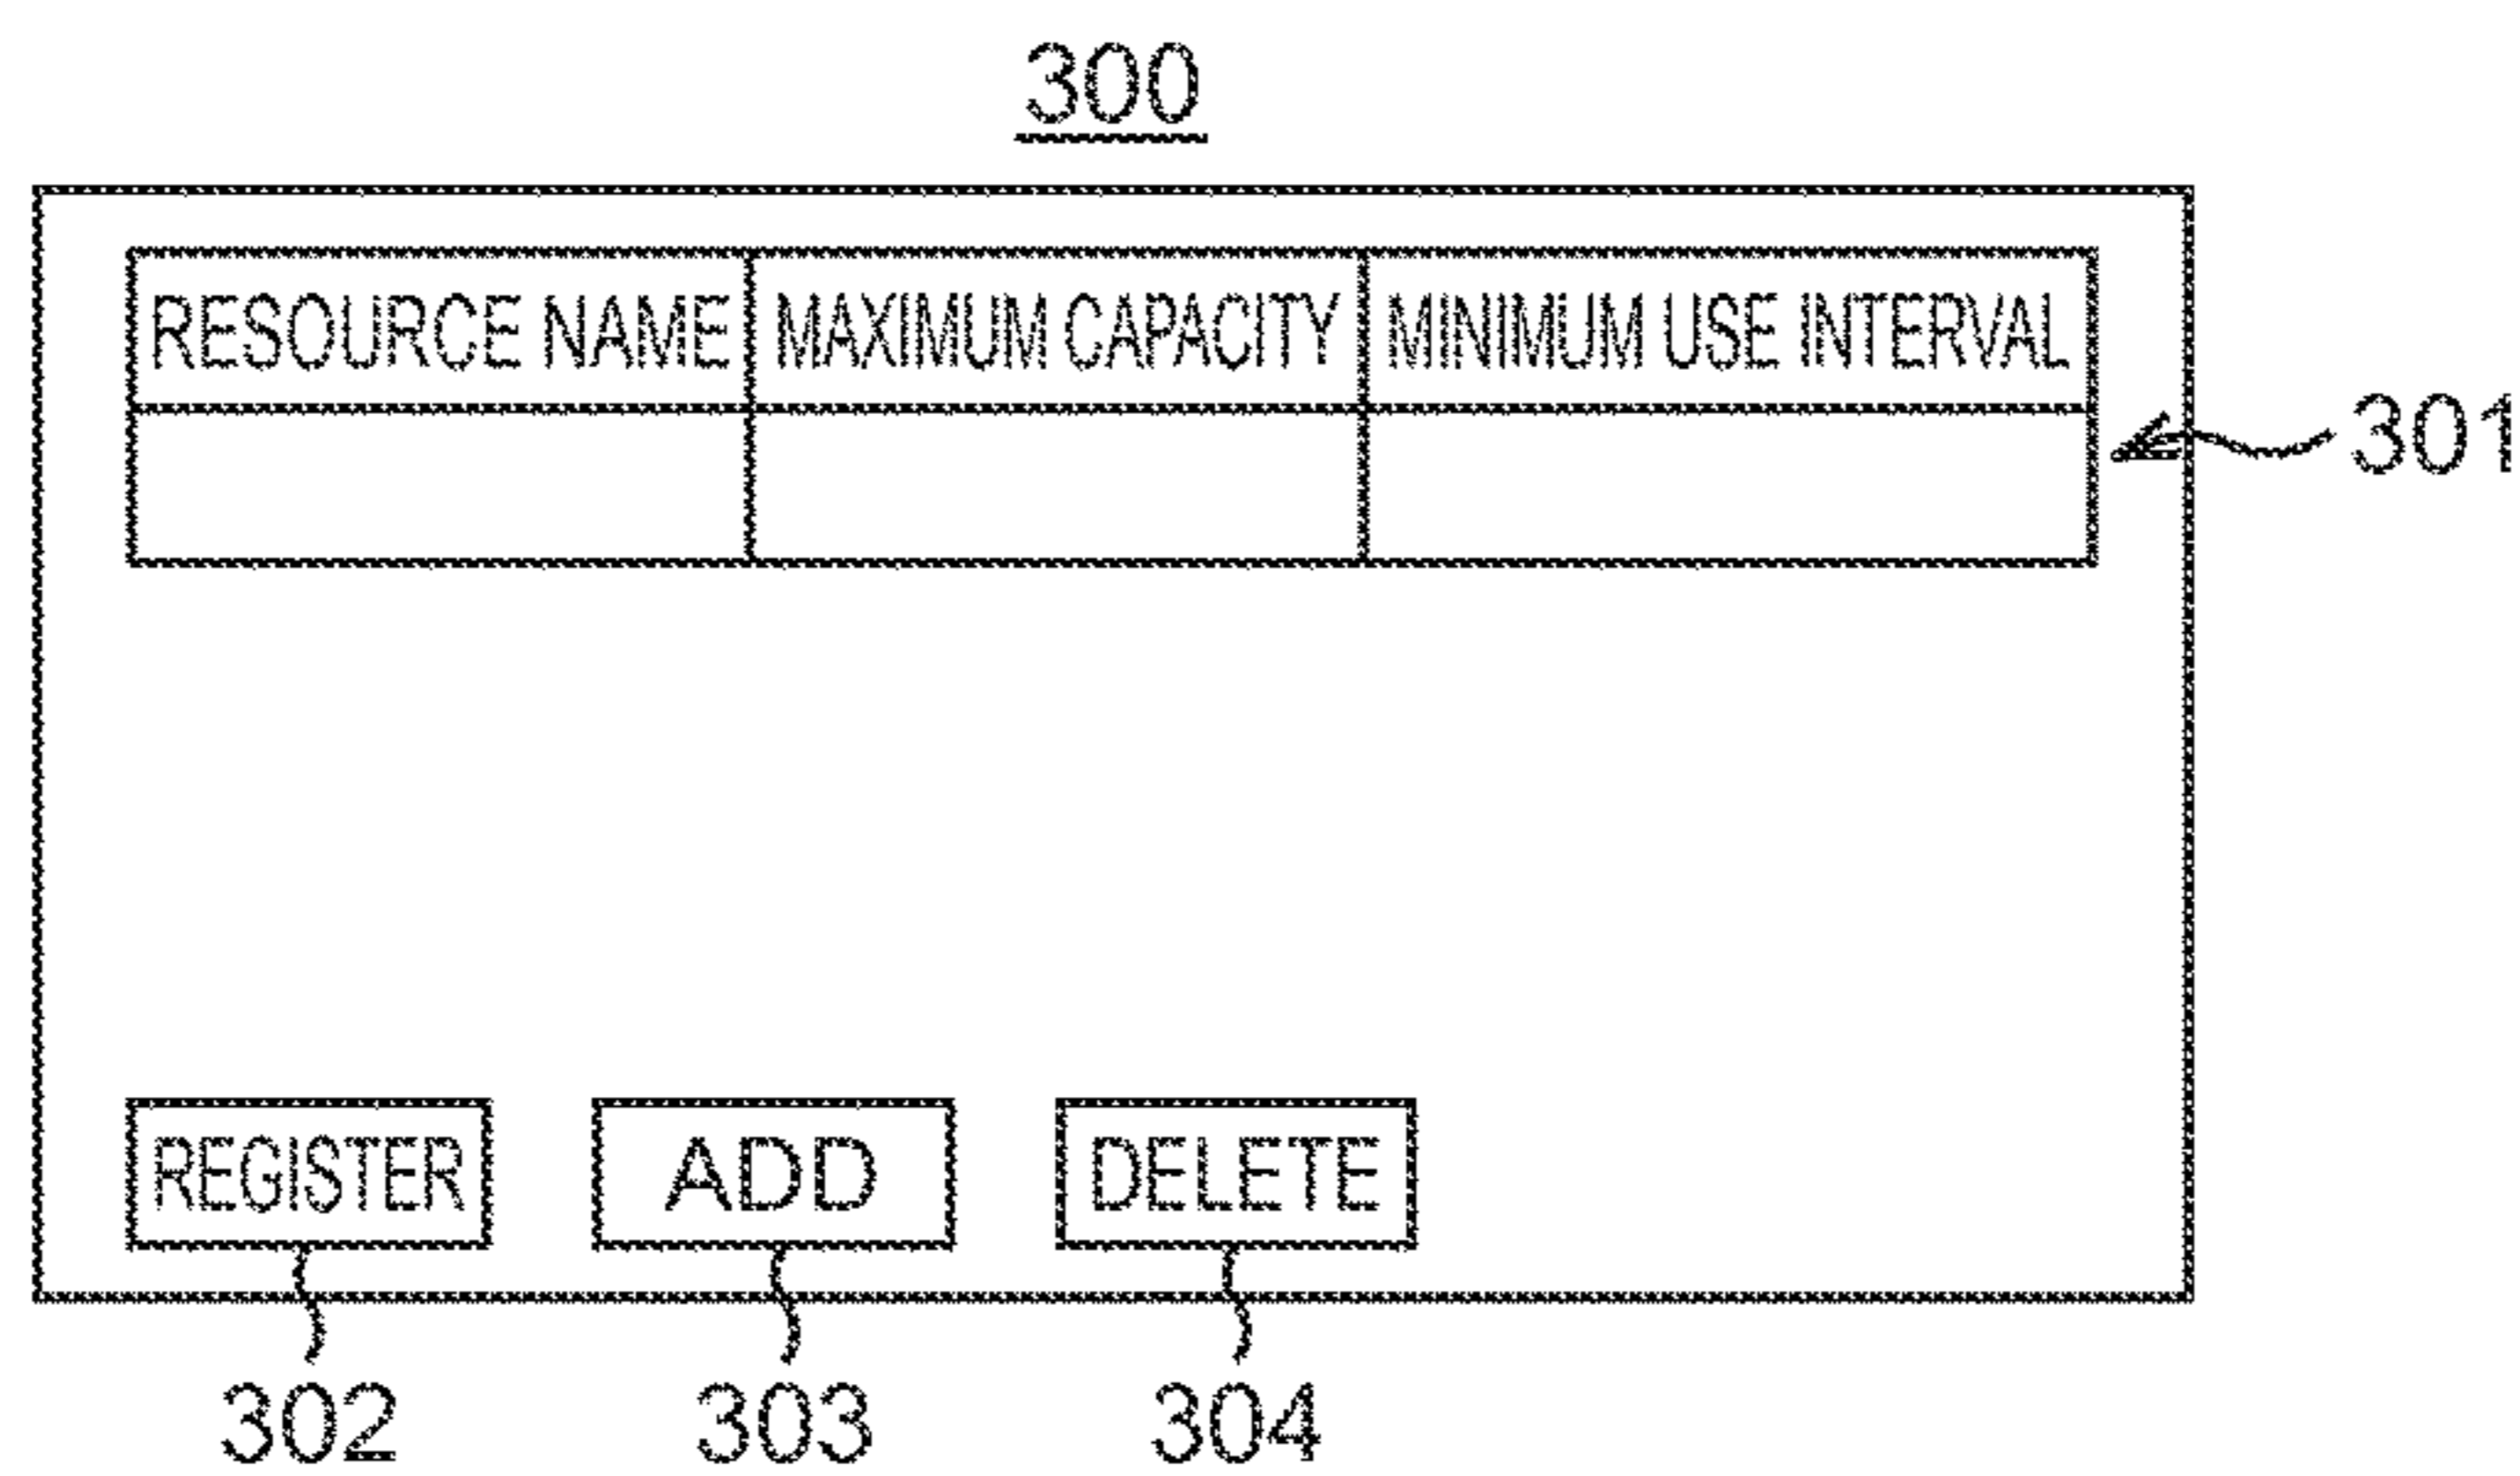 300
RESOURCE NAME MAXIMUM CAPACITY MINIMUM USE INTERVAL
301
REGISTER ADD DELETE
302 303 304